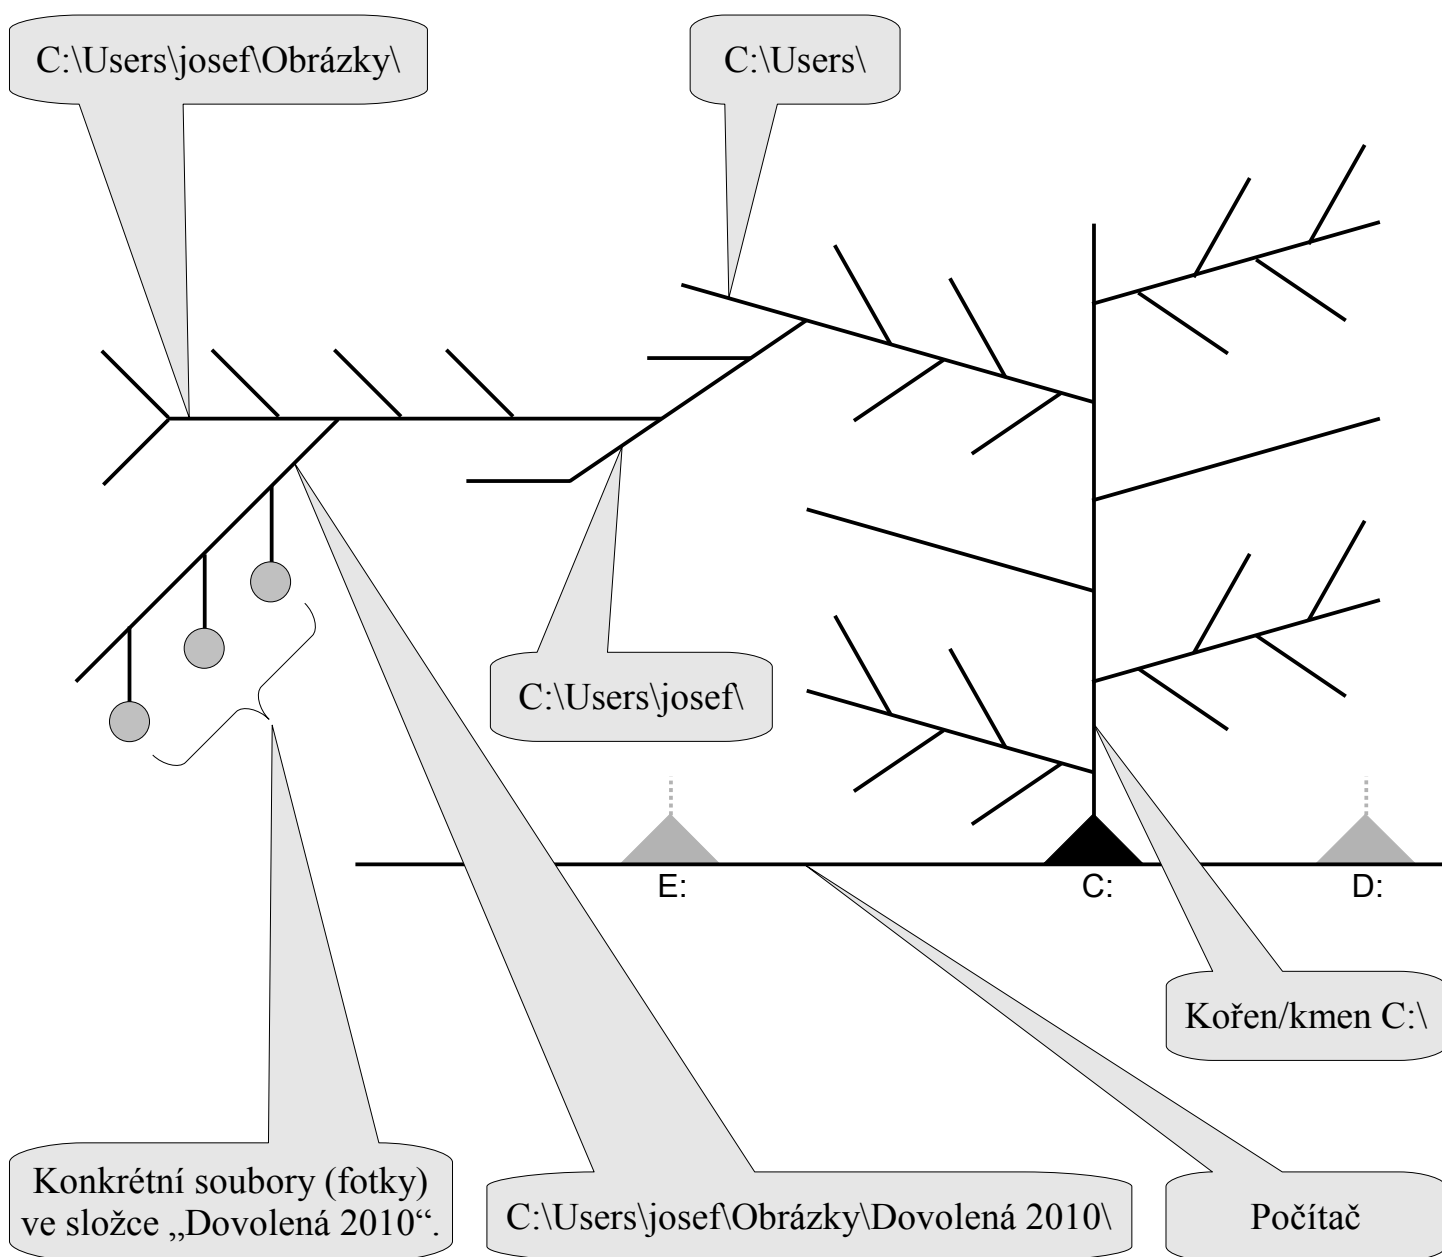 C:\Users\josef\Obrázky\
C:\Users\
C:\Users\josef\
E:
C:
D:
Kořen/kmen C:\
Konkrétní soubory (fotky)
ve složce „Dovolená 2010“.
C:\Users\josef\Obrázky\Dovolená 2010\
Počítač